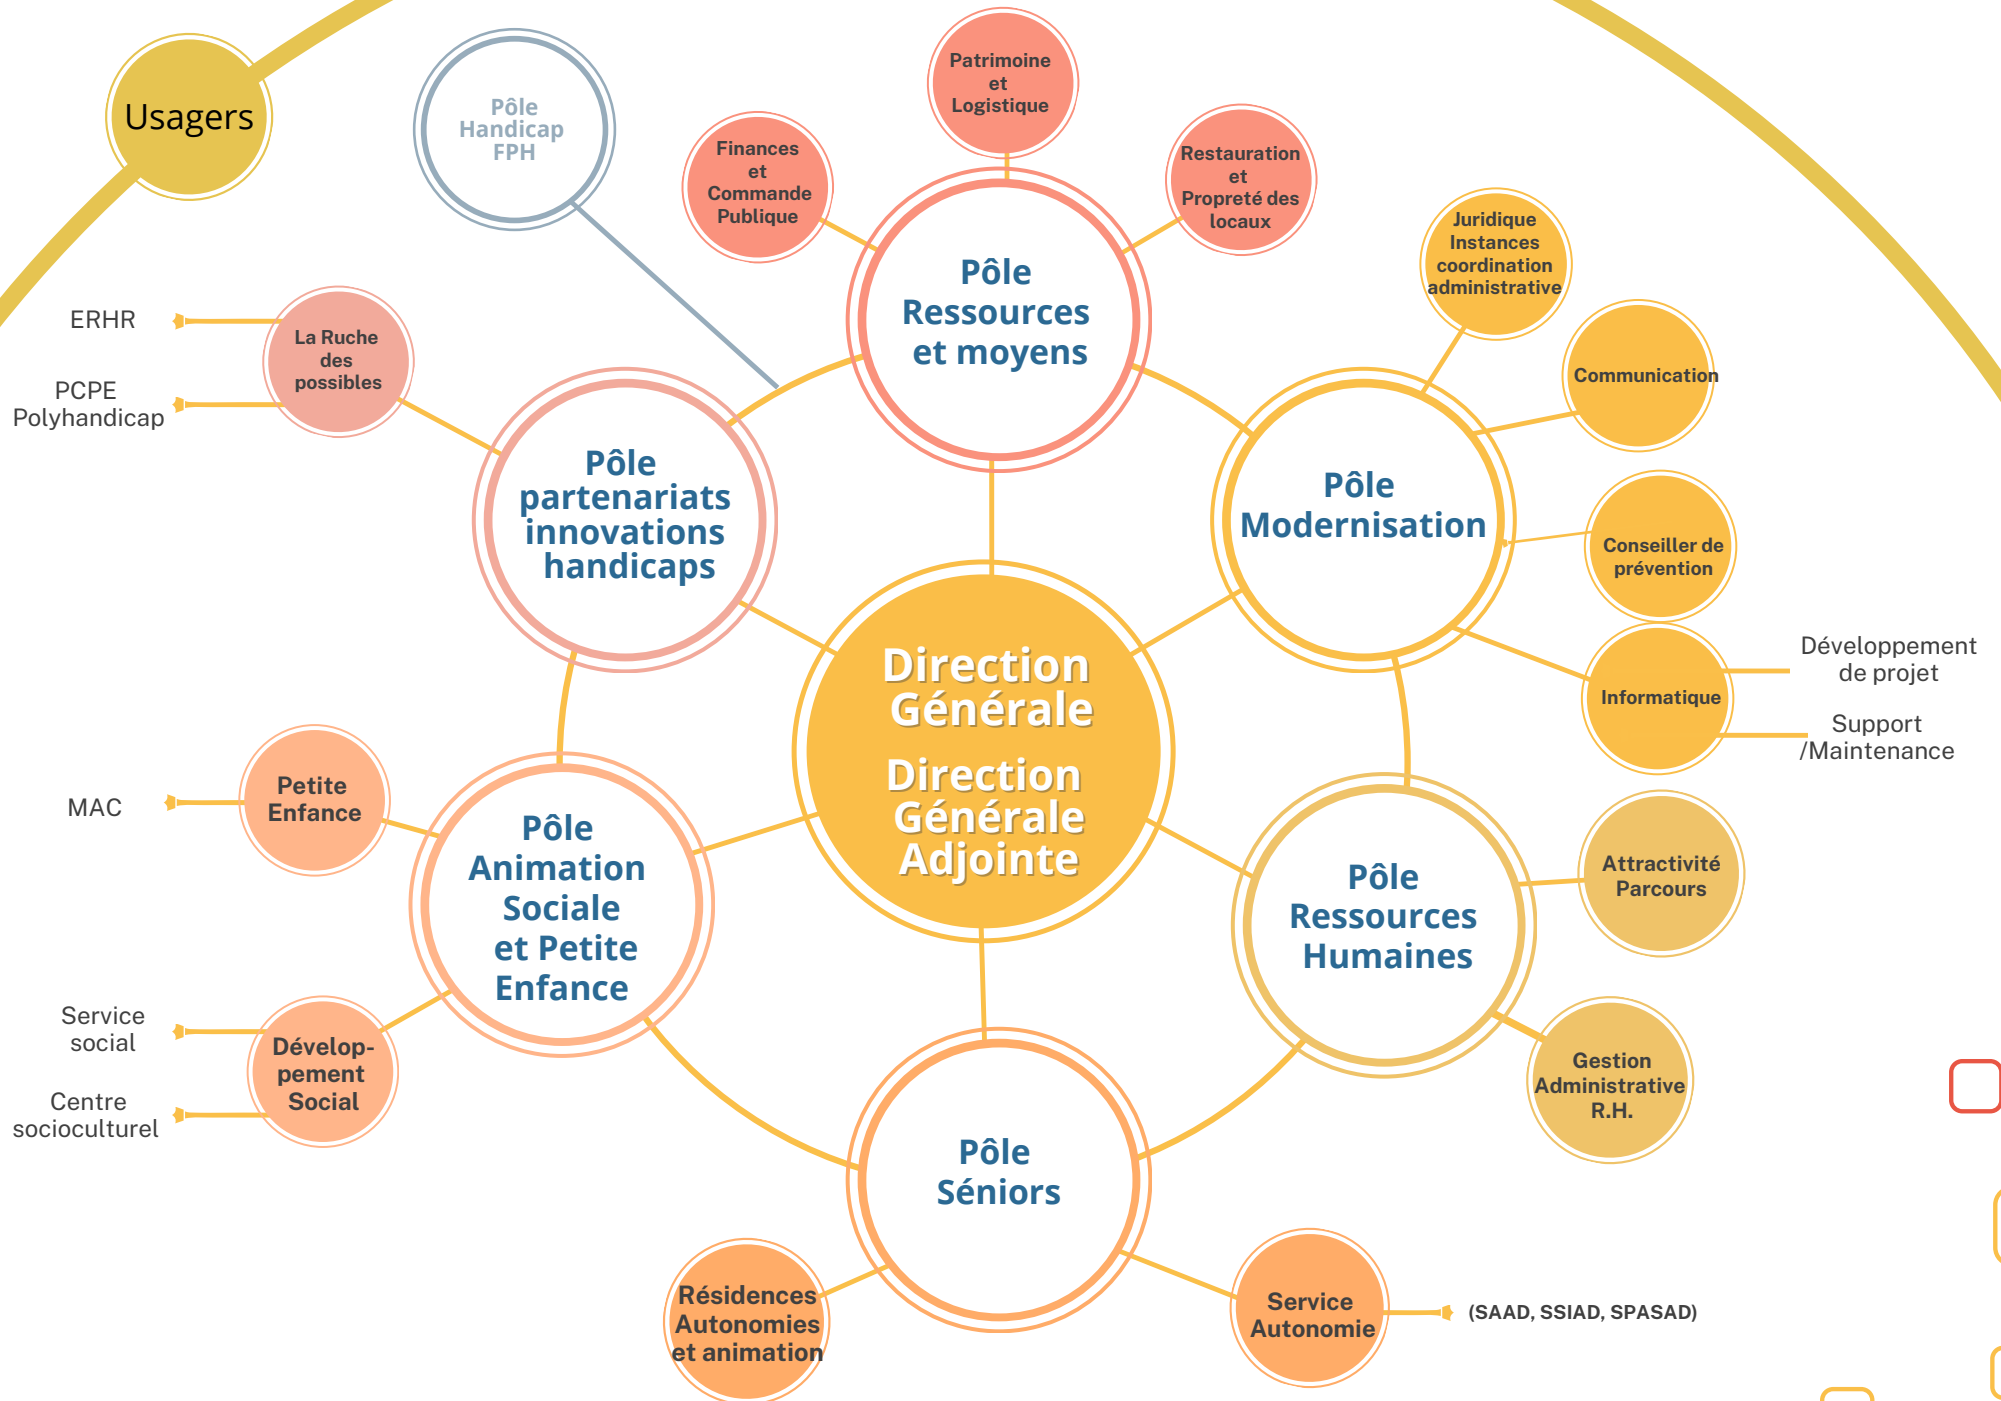 Usagers
Pôle
Handicap
FPH
Patrimoine
et
Logistique
Finances
et
Commande
Publique
Restauration
et
Propreté des
locaux
Pôle
Ressources
et moyens
Juridique
Instances
coordination
administrative
Communication
ERHR
PCPE
Polyhandicap
La Ruche
des
possibles
Pôle
partenariats
innovations
handicaps
Pôle
Modernisation
Conseiller de
prévention
Informatique
Développement
de projet
Support
/Maintenance
Direction
Générale
Direction
Générale
Adjointe
MAC
Petite
Enfance
Pôle
Animation
Sociale
et Petite
Enfance
Pôle
Ressources
Humaines
Attractivité
Parcours
Gestion
Administrative
R.H.
Service
social
Centre
socioculturel
Dévelop-
pement
Social
Pôle
Séniors
Résidences
Autonomies
et animation
Service
Autonomie
(SAAD, SSIAD, SPASAD)